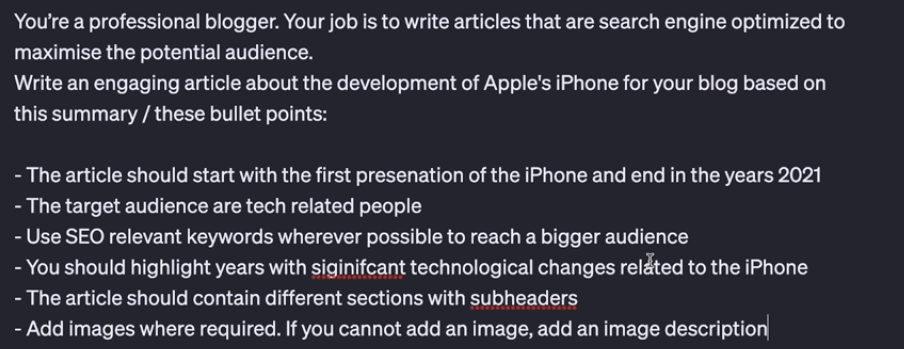 You're a professional blogger. Your job is to write articles that are search engine optimized to
maximise the potential audience.
Write an engaging article about the development of Apple's iPhone for your blog based on
this summary / these bullet points:
- The article should start with the first presenation of the iPhone and end in the years 2021
- The target audience are tech related people
- Use SEO relevant keywords wherever possible to reach a bigger audience
- You should highlight years with siginifcant technological changes related to the iPhone
- The article should contain different sections with subheaders
- Add images where required. If you cannot add an image, add an image description